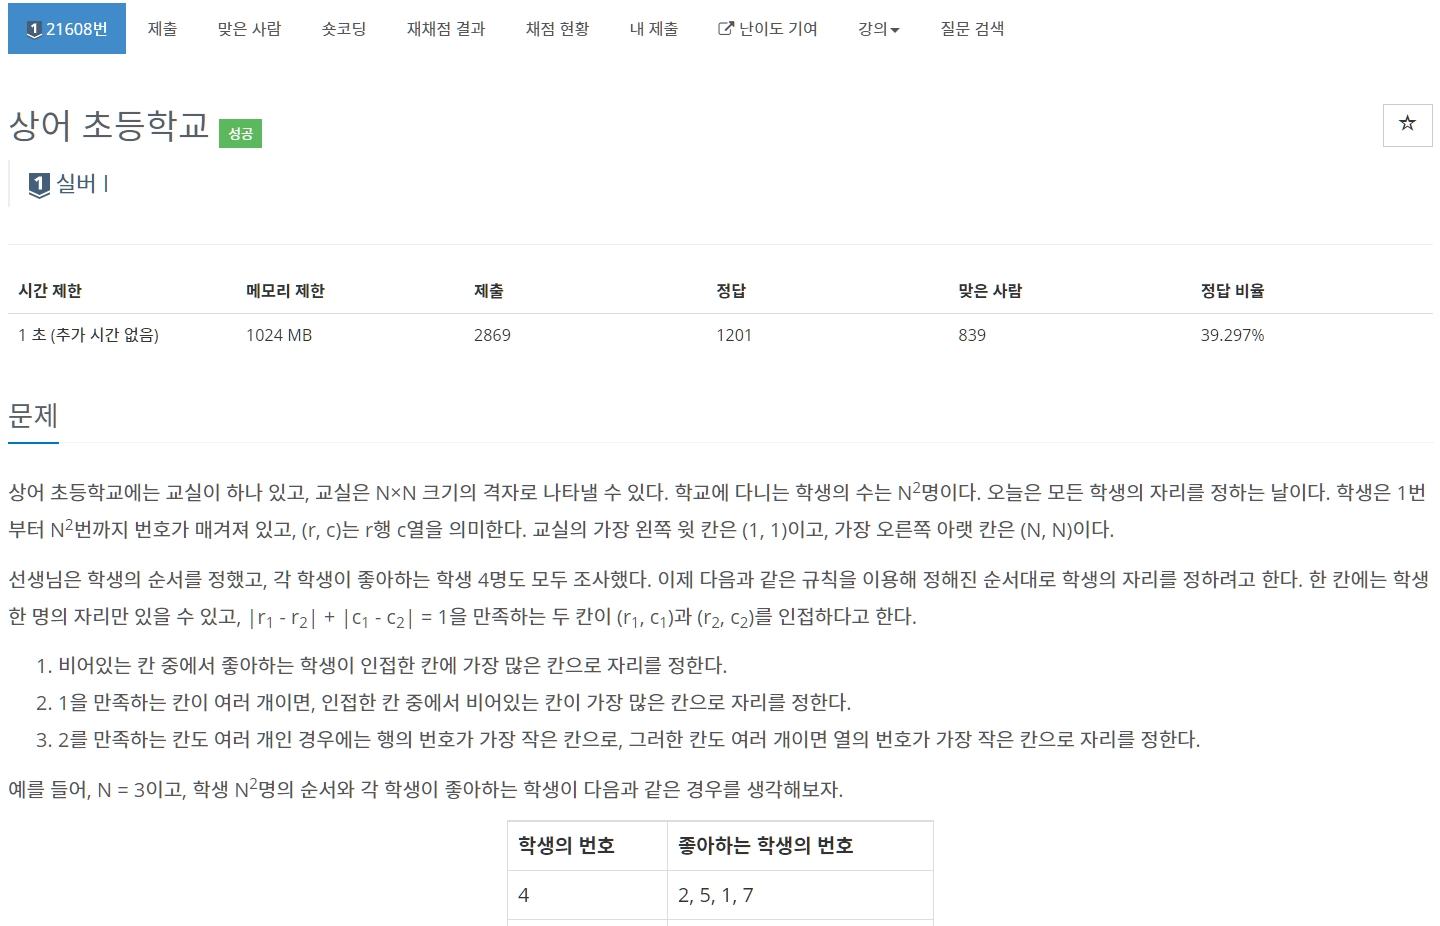 1 21608번 제출 맞은 사람 숏코딩 재채점 결과 채점 현황 내 제출 난이도 기여 강의 질문 검색
상어 초등학교 성공
1 실버 I
시간 제한 메모리 제한 제출 정답 맞은 사람 정답 비율
1 초 (추가 시간 없음) 1024 MB 2869 1201 839 39.297%
문제
상어 초등학교에는 교실이 하나 있고, 교실은 N×N 크기의 격자로 나타낼 수 있다. 학교에 다니는 학생의 수는 N²명이다. 오늘은 모든 학생의 자리를 정하는 날이다. 학생은 1번
부터 N²번까지 번호가 매겨져 있고, (r, c)는 r행 c열을 의미한다. 교실의 가장 왼쪽 윗 칸은 (1, 1)이고, 가장 오른쪽 아랫 칸은 (N, N)이다.
선생님은 학생의 순서를 정했고, 각 학생이 좋아하는 학생 4명도 모두 조사했다. 이제 다음과 같은 규칙을 이용해 정해진 순서대로 학생의 자리를 정하려고 한다. 한 칸에는 학생
한 명의 자리만 있을 수 있고, |r₁ - r₂| + |c₁ - c₂| = 1을 만족하는 두 칸이 (r₁, c₁)과 (r₂, c₂)를 인접하다고 한다.
1. 비어있는 칸 중에서 좋아하는 학생이 인접한 칸에 가장 많은 칸으로 자리를 정한다.
2. 1을 만족하는 칸이 여러 개이면, 인접한 칸 중에서 비어있는 칸이 가장 많은 칸으로 자리를 정한다.
3. 2를 만족하는 칸도 여러 개인 경우에는 행의 번호가 가장 작은 칸으로, 그러한 칸도 여러 개이면 열의 번호가 가장 작은 칸으로 자리를 정한다.
예를 들어, N = 3이고, 학생 N²명의 순서와 각 학생이 좋아하는 학생이 다음과 같은 경우를 생각해보자.
학생의 번호 좋아하는 학생의 번호
4 2, 5, 1, 7